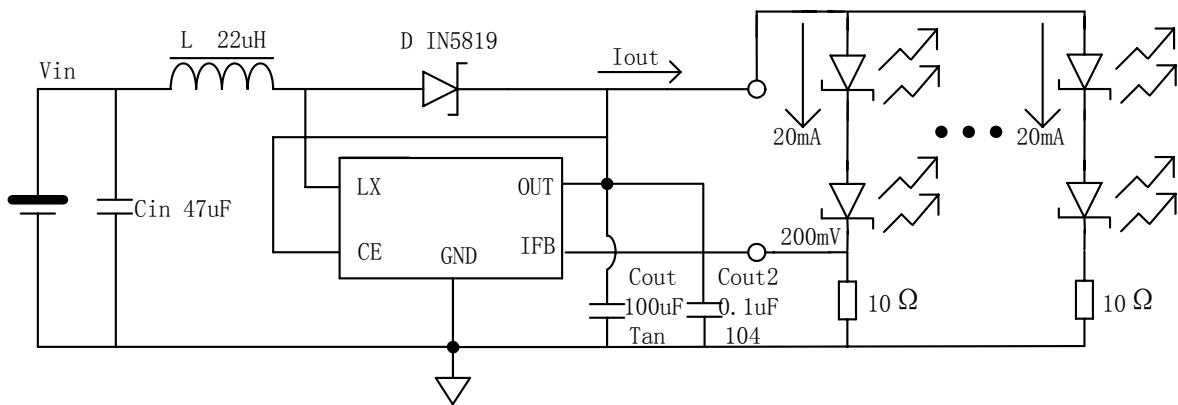 L 22uH
D IN5819
Vin
Iout
20mA
20mA
LX
OUT
Cin 47uF
CE
GND
IFB
200mV
Cout
100uF
Tan
Cout2
0.1uF
104
10 Ω
10 Ω